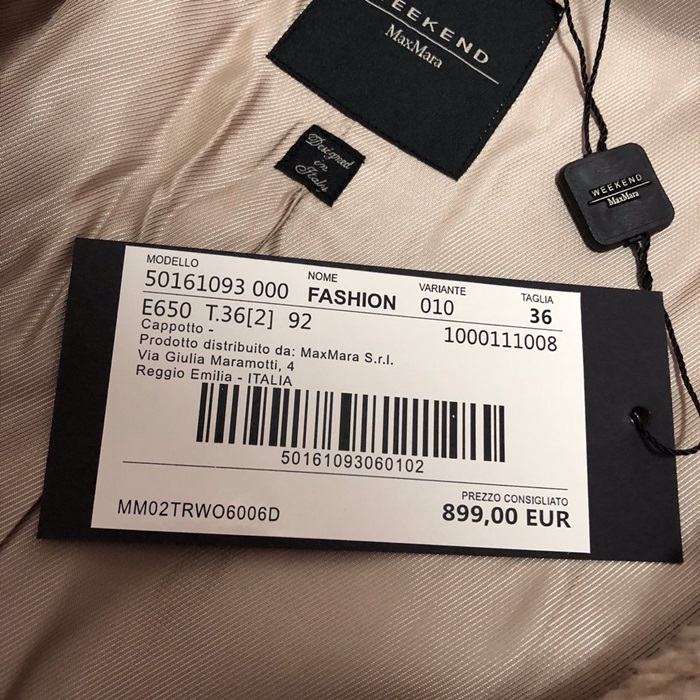 WEEKEND
MaxMara
Designed
in
Italy
WEEKEND
MaxMara
MODELLO NOME VARIANTE TAGLIA
50161093 000 FASHION 010 36
E650 T.36[2] 92 1000111008
Cappotto -
Prodotto distribuito da: MaxMara S.r.l.
Via Giulia Maramotti, 4
Reggio Emilia - ITALIA
50161093060102
PREZZO CONSIGLIATO
MM02TRWO6006D 899,00 EUR